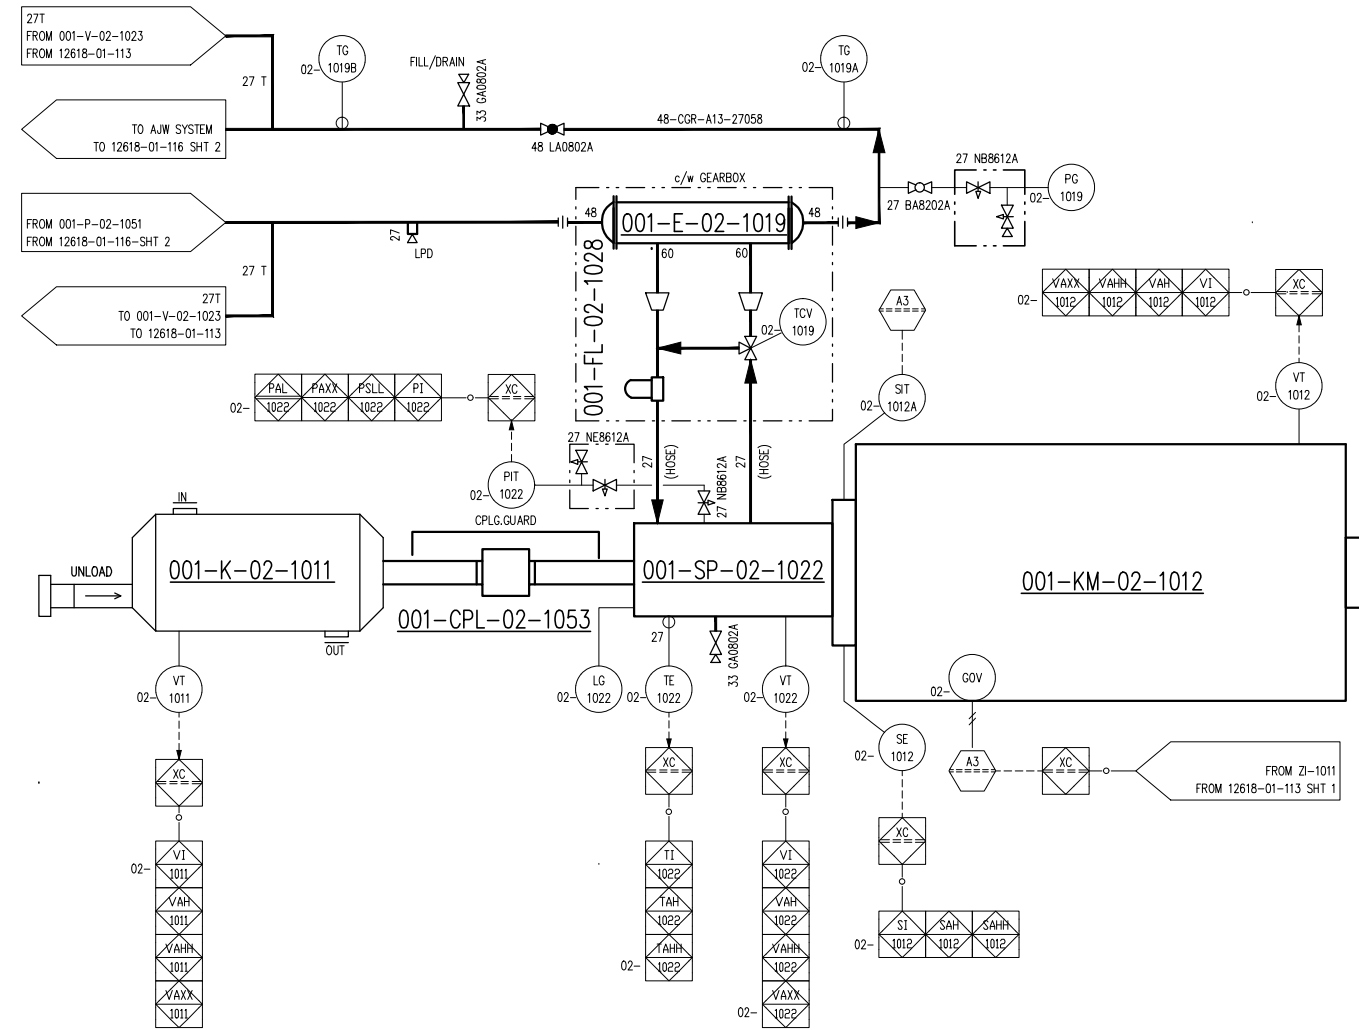 27T
FROM 001-V-02-1023
FROM 12618-01-113
27 T
TO AJW SYSTEM
TO 12618-01-116 SHT 2
TG
1019B
02-
FILL/DRAIN
33 GA0802A
48 LA0802A
48-CGR-A13-27058
TG
1019A
02-
27 NB8612A
PG
1019
02-
27 BA8202A
FROM 001-P-02-1051
FROM 12618-01-116-SHT 2
27 T
27T
TO 001-V-02-1023
TO 12618-01-113
27
LPD
c/w GEARBOX
48
001-E-02-1019
48
60
60
001-FL-02-1028
TCV
1019
02-
A3
SIT
1012A
02-
02-
VAXX
1012
VAHH
1012
VAH
1012
VI
1012
XC
VT
1012
02-
02-
PAL
1022
PAXX
1022
PSLL
1022
PI
1022
XC
PIT
1022
02-
27 NE8612A
27
(HOSE)
27 NB8612A
27
(HOSE)
IN
UNLOAD
001-K-02-1011
OUT
CPLG.GUARD
001-CPL-02-1053
001-SP-02-1022
001-KM-02-1012
VT
1011
02-
XC
02-
VI
1011
VAH
1011
VAHH
1011
VAXX
1011
LG
1022
02-
27
TE
1022
02-
33 GA0802A
VT
1022
02-
XC
TI
1022
TAH
1022
TAHH
1022
02-
XC
VI
1022
VAH
1022
VAHH
1022
VAXX
1022
02-
SE
1012
02-
XC
SI
1012
SAH
1012
SAHH
1012
02-
GOV
02-
A3
XC
FROM ZI-1011
FROM 12618-01-113 SHT 1